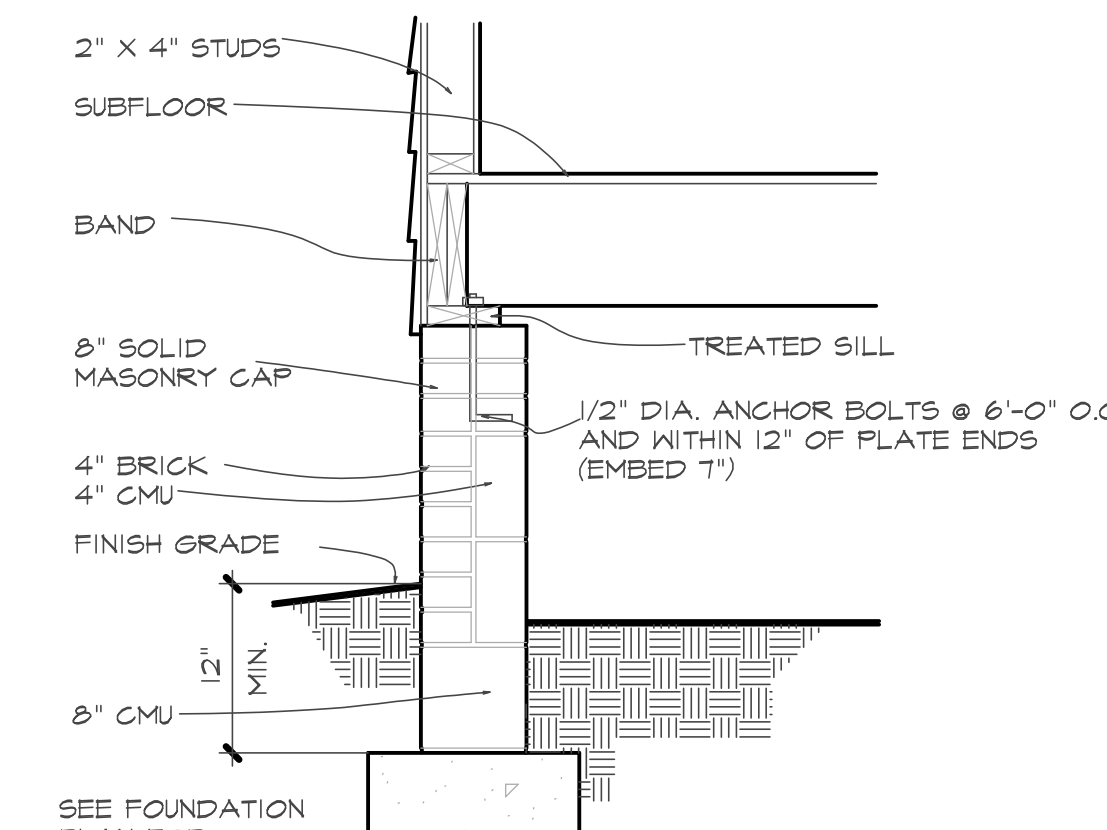 2" X 4" STUDS
SUBFLOOR
BAND
8" SOLID
MASONRY CAP
TREATED SILL
1/2" DIA. ANCHOR BOLTS @ 6'-0"
AND WITHIN 12" OF PLATE ENDS
(EMBED 7")
4" BRICK
4" CMU
FINISH GRADE
12"
MIN.
8" CMU
SEE FOUNDATION